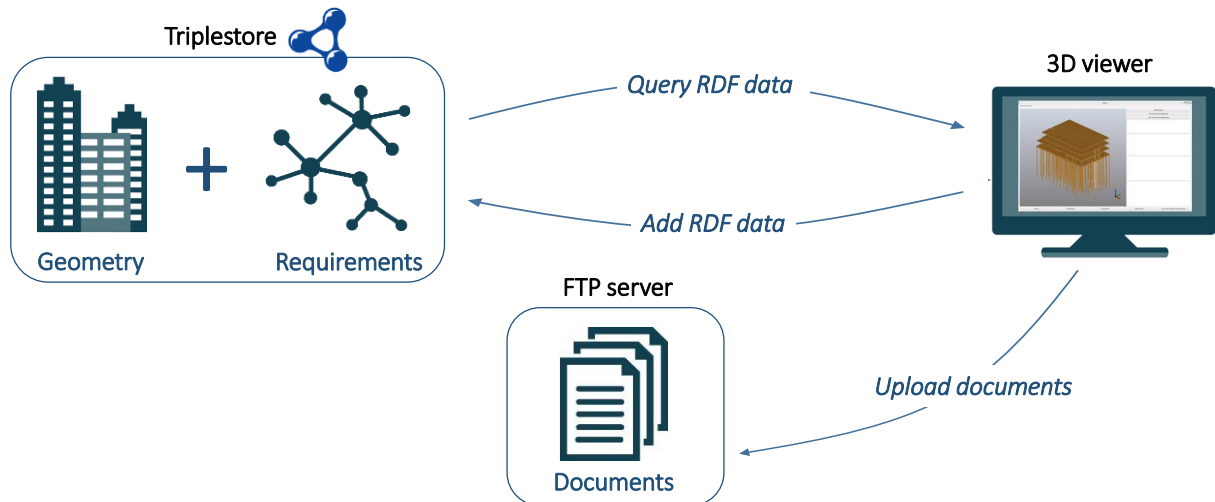 Triplestore
Query RDF data
3D viewer
Add RDF data
Geometry
Requirements
FTP server
Upload documents
Documents